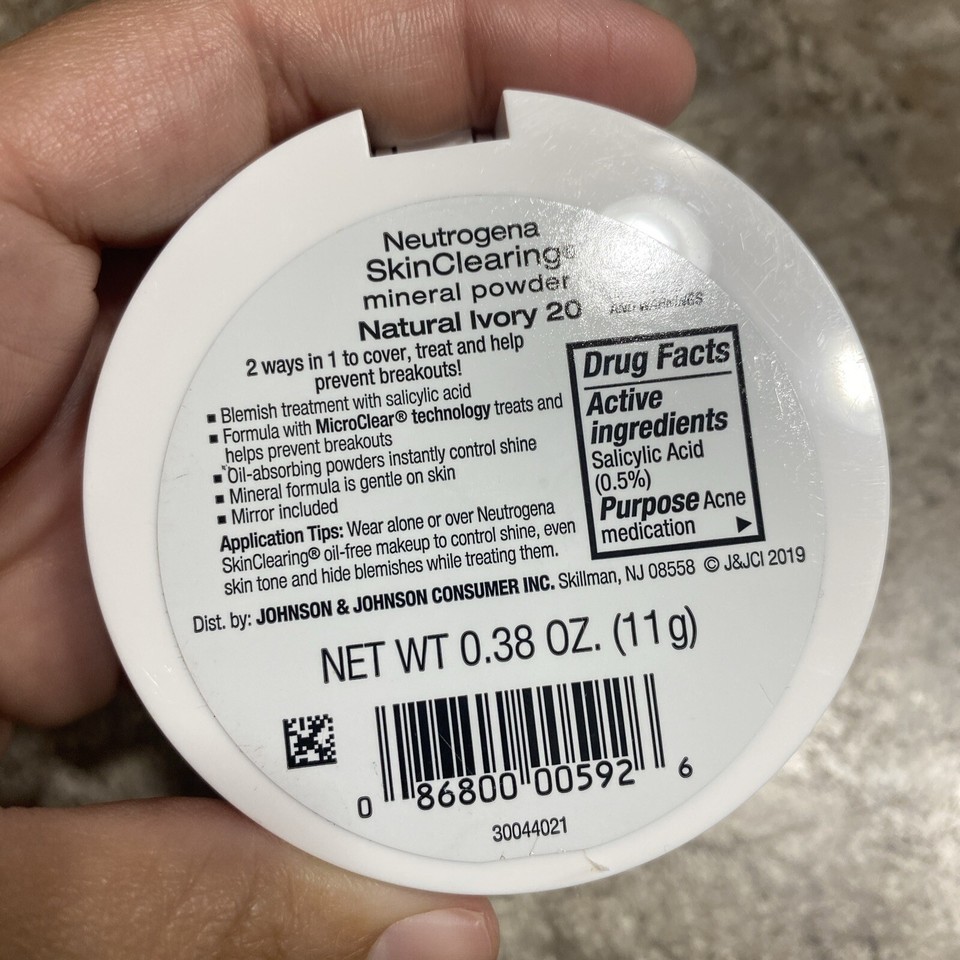 Neutrogena
SkinClearing®
mineral powder
Natural Ivory 20
2 ways in 1 to cover, treat and help
prevent breakouts!
▪ Blemish treatment with salicylic acid
▪ Formula with MicroClear® technology treats and
helps prevent breakouts
▪ Oil-absorbing powders instantly control shine
▪ Mineral formula is gentle on skin
▪ Mirror included
Application Tips: Wear alone or over Neutrogena
SkinClearing® oil-free makeup to control shine, even
skin tone and hide blemishes while treating them.
AND WARNINGS
Drug Facts
Active
ingredients
Salicylic Acid
(0.5%)
Purpose Acne
medication ▶
Dist. by: JOHNSON & JOHNSON CONSUMER INC. Skillman, NJ 08558 © J&JCI 2019
NET WT 0.38 OZ. (11 g)
0 86800 00592 6
30044021